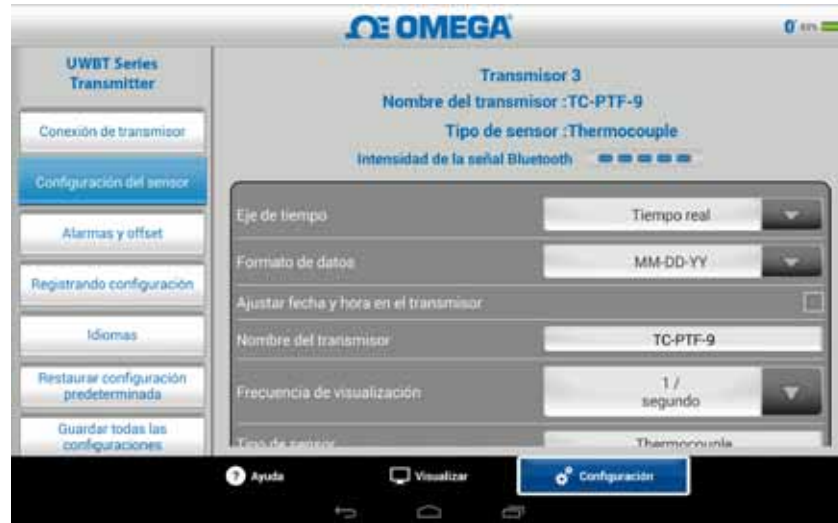 OMEGA
UWBT Series
Transmitter
Conexión de transmisor
Configuración del sensor
Alarmas y offset
Registrando configuración
Idiomas
Restaurar configuración
predeterminada
Guardar todas las
configuraciones
Transmisor 3
Nombre del transmisor :TC-PTF-9
Tipo de sensor :Thermocouple
Intensidad de la señal Bluetooth
Eje de tiempo
Tiempo real
Formato de datos
MM-DD-YY
Ajustar fecha y hora en el transmisor
Nombre del transmisor
TC-PTF-9
Frecuencia de visualización
1 /
segundo
Tipo de sensor
Thermocouple
Ayuda
Visualizar
Configuración